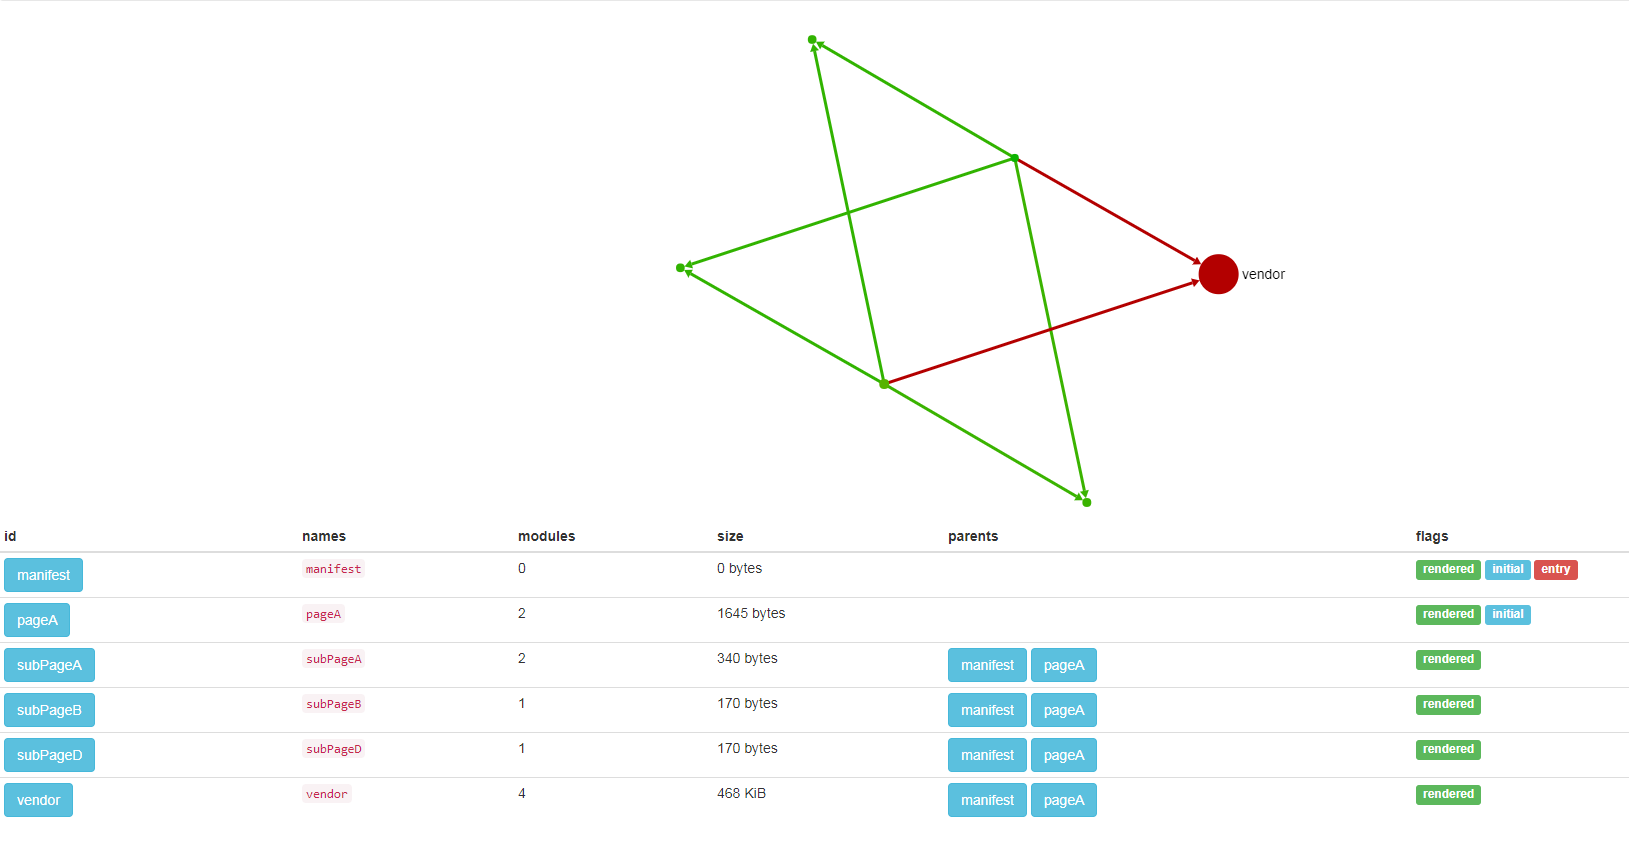 vendor
id names modules size parents flags
manifest manifest 0 0 bytes rendered initial entry
pageA pageA 2 1645 bytes rendered initial
subPageA subPageA 2 340 bytes manifest pageA rendered
subPageB subPageB 1 170 bytes manifest pageA rendered
subPageD subPageD 1 170 bytes manifest pageA rendered
vendor vendor 4 468 KiB manifest pageA rendered